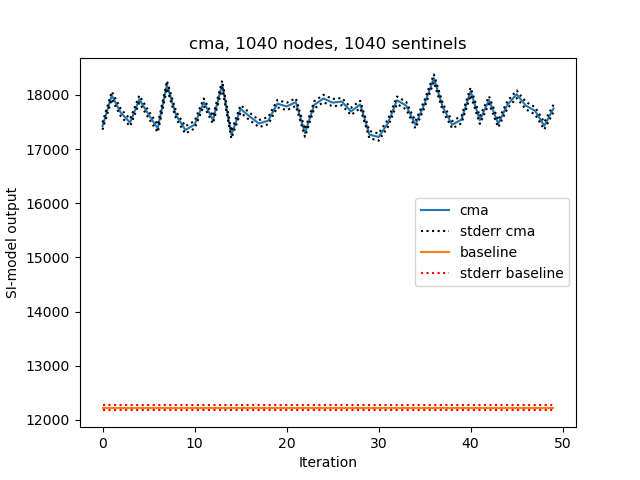 cma, 1040 nodes, 1040 sentinels
SI-model output
18000
17000
16000
15000
14000
13000
12000
cma
stderr cma
baseline
stderr baseline
0 10 20 30 40 50
Iteration